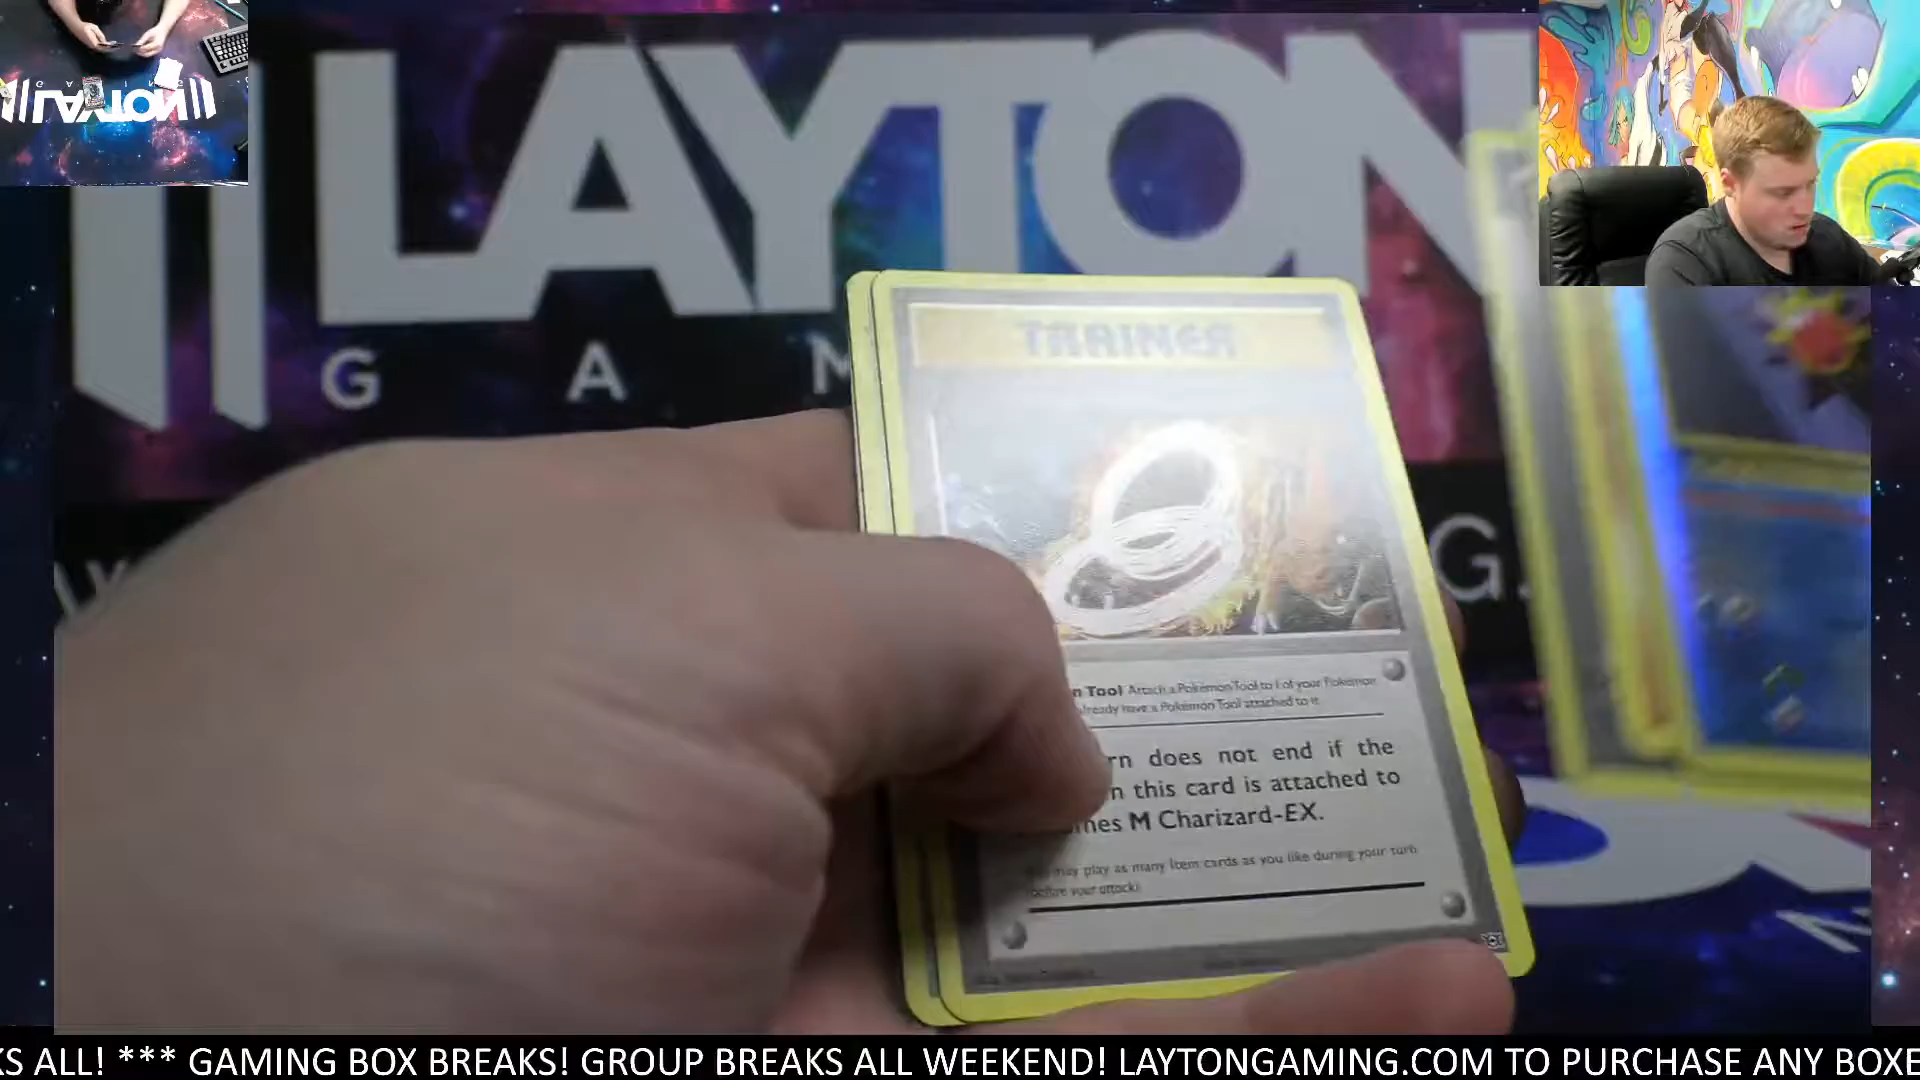 LAYTON
G A M
G.
TRAINER
n Tool Attach a Pokémon Tool to 1 of your Pokémon
already have a Pokémon Tool attached to it.
rn does not end if the
n this card is attached to
mes M Charizard-EX.
may play as many Item cards as you like during your turn
before your attack).
KS ALL! *** GAMING BOX BREAKS! GROUP BREAKS ALL WEEKEND! LAYTONGAMING.COM TO PURCHASE ANY BOXE